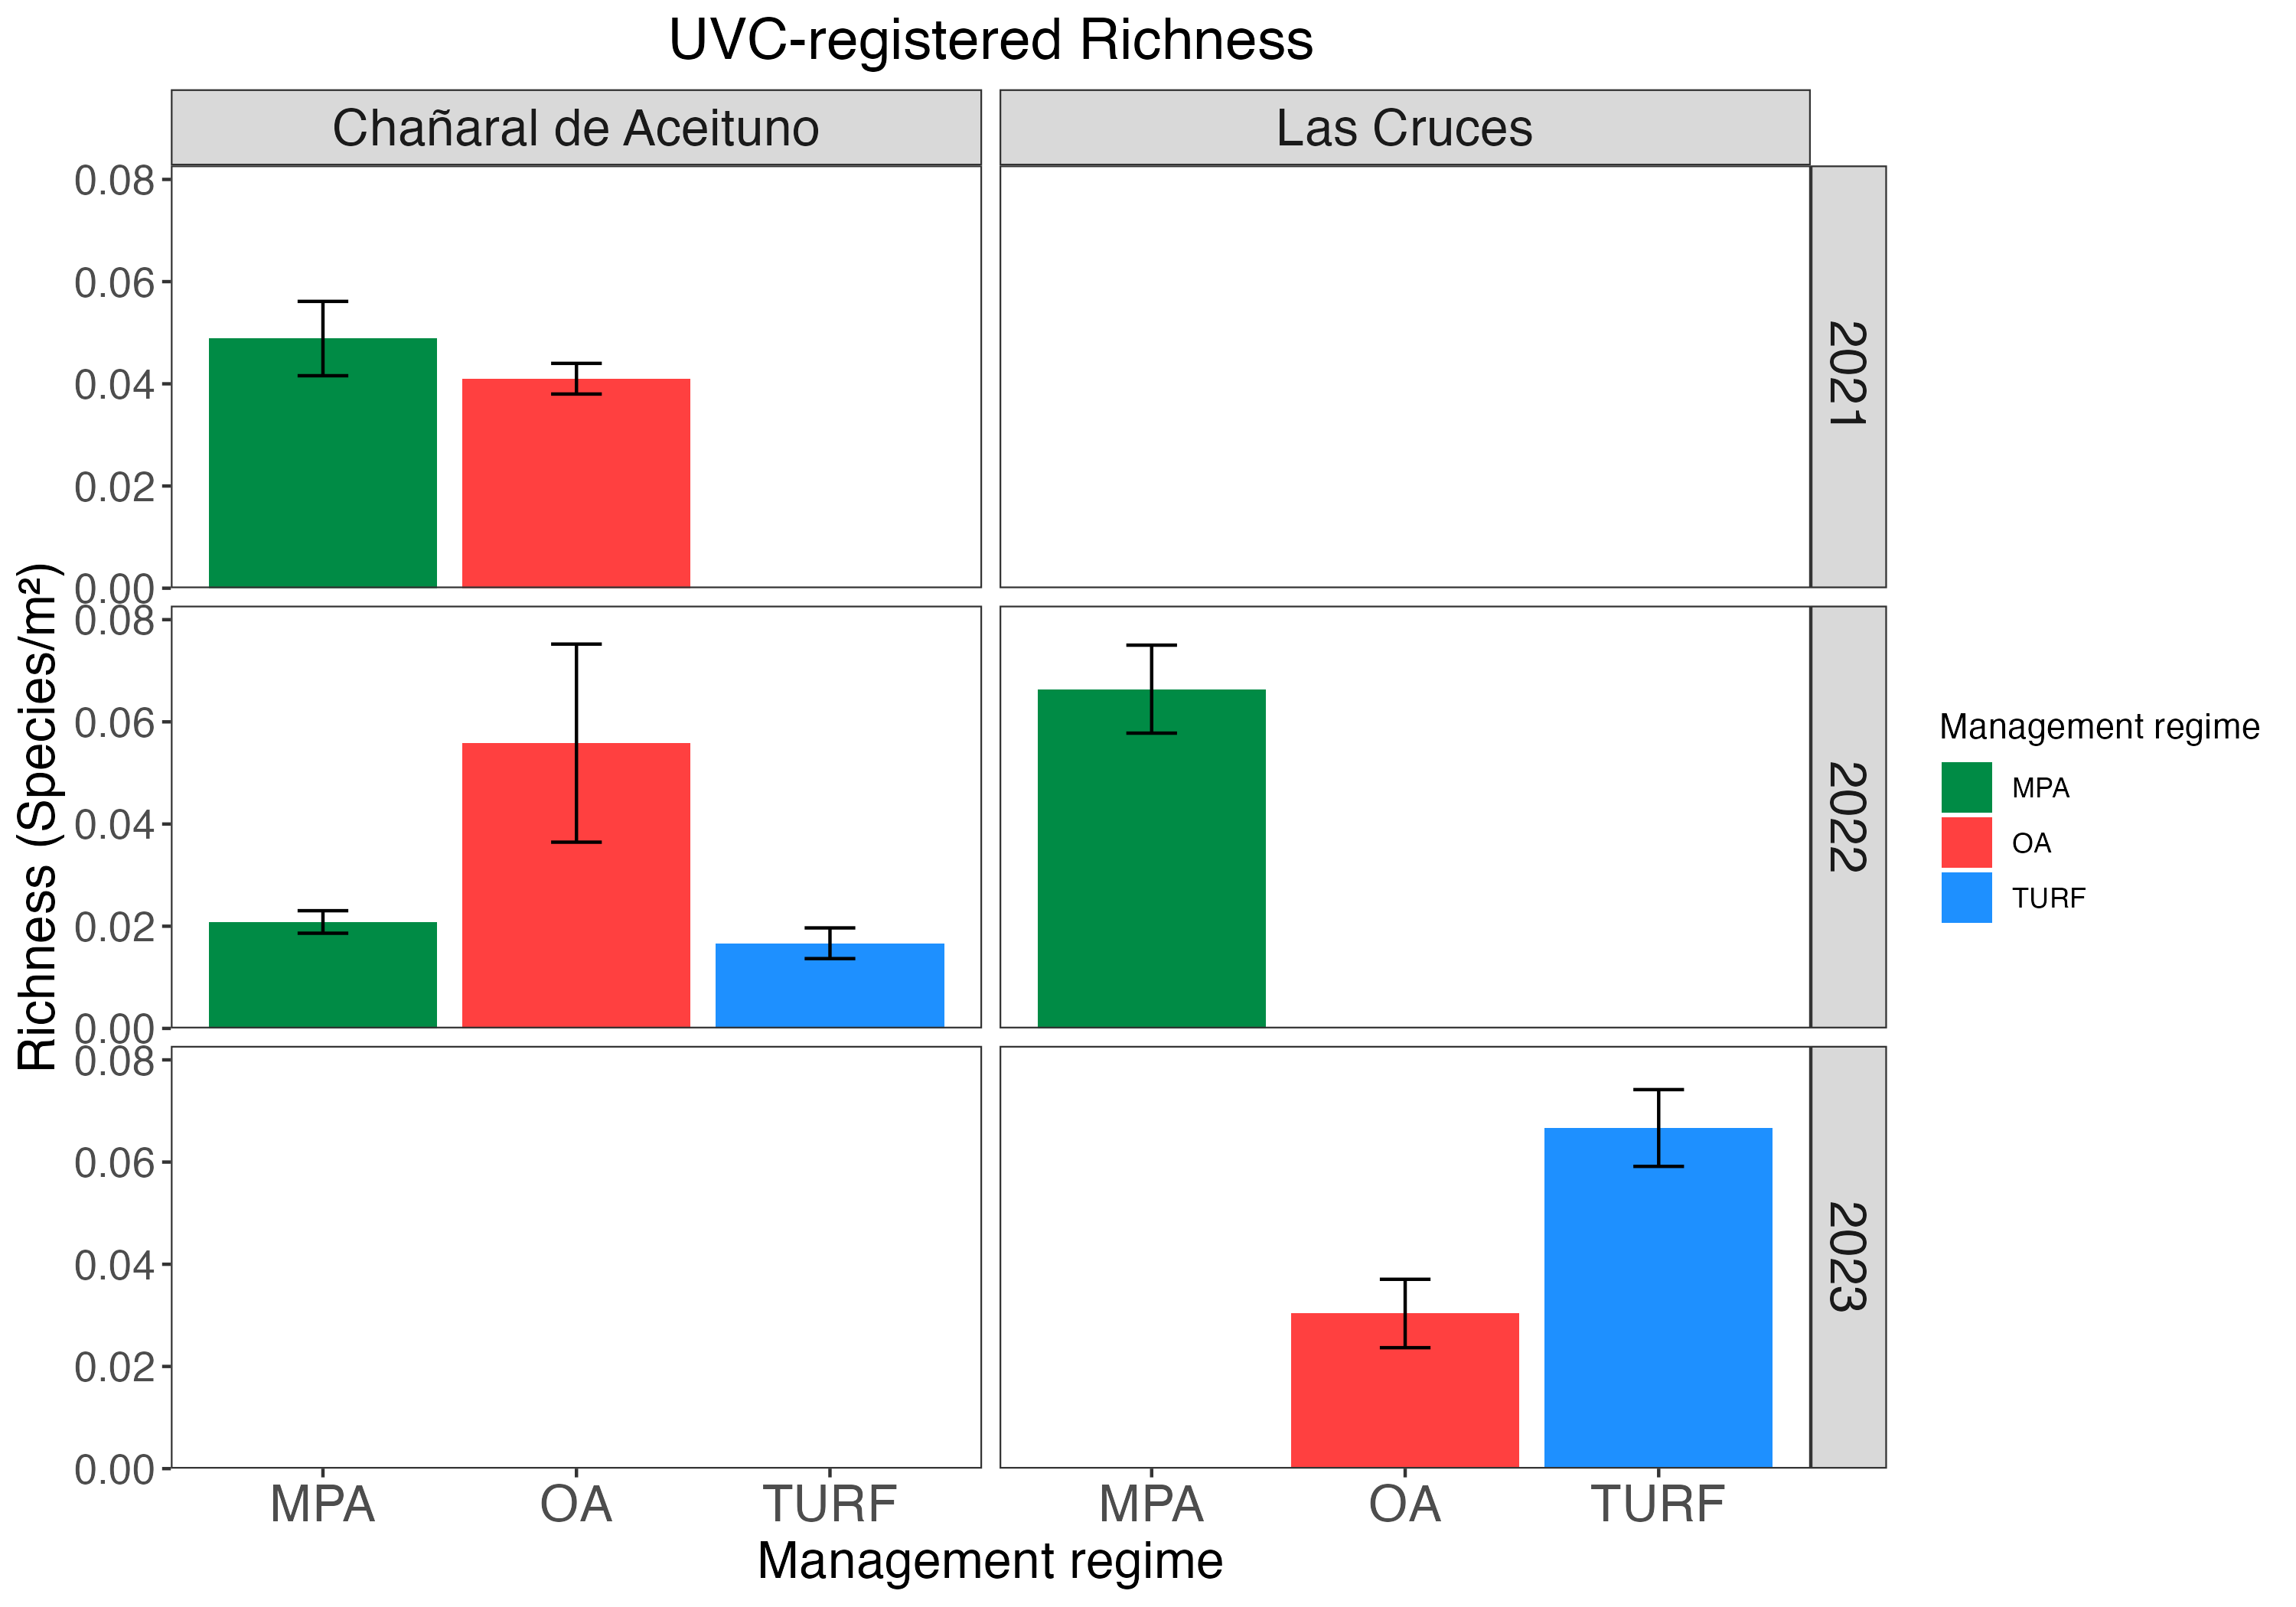 UVC-registered Richness
Chañaral de Aceituno
Las Cruces
0.08
0.06
0.04
0.02
0.00
2021
0.08
0.06
0.04
0.02
0.00
2022
0.08
0.06
0.04
0.02
0.00
2023
Richness (Species/m²)
MPA
OA
TURF
MPA
OA
TURF
Management regime
Management regime
MPA
OA
TURF